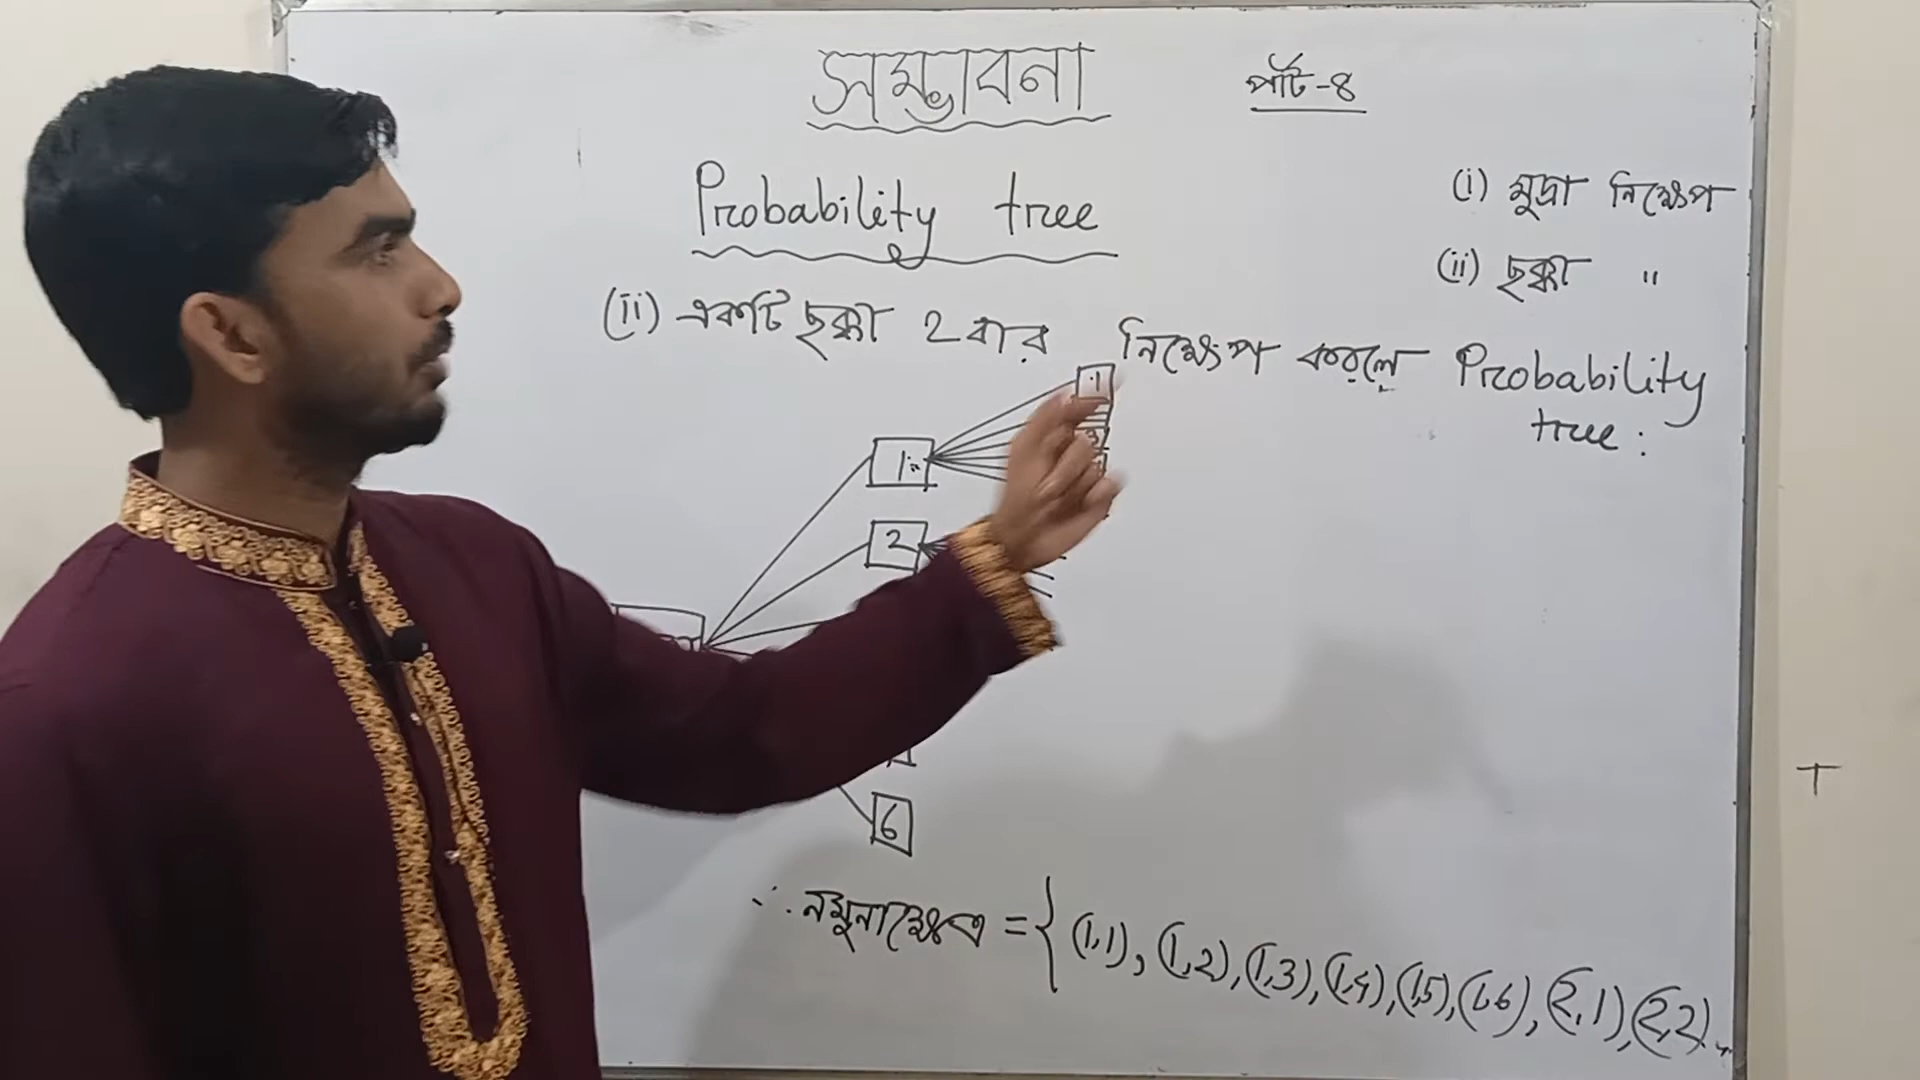 সম্ভাবনা
পার্ট-৪
Probability tree
(i) মুদ্রা নিক্ষেপ
(ii) ছক্কা "
(ii) একটি ছক্কা 2 বার নিক্ষেপ করলে Probability
tree:
1
3
1
2
6
∴ নমুনাক্ষেত্র = { (1,1), (1,2), (1,3), (1,4), (1,5), (1,6), (2,1), (2,2)...